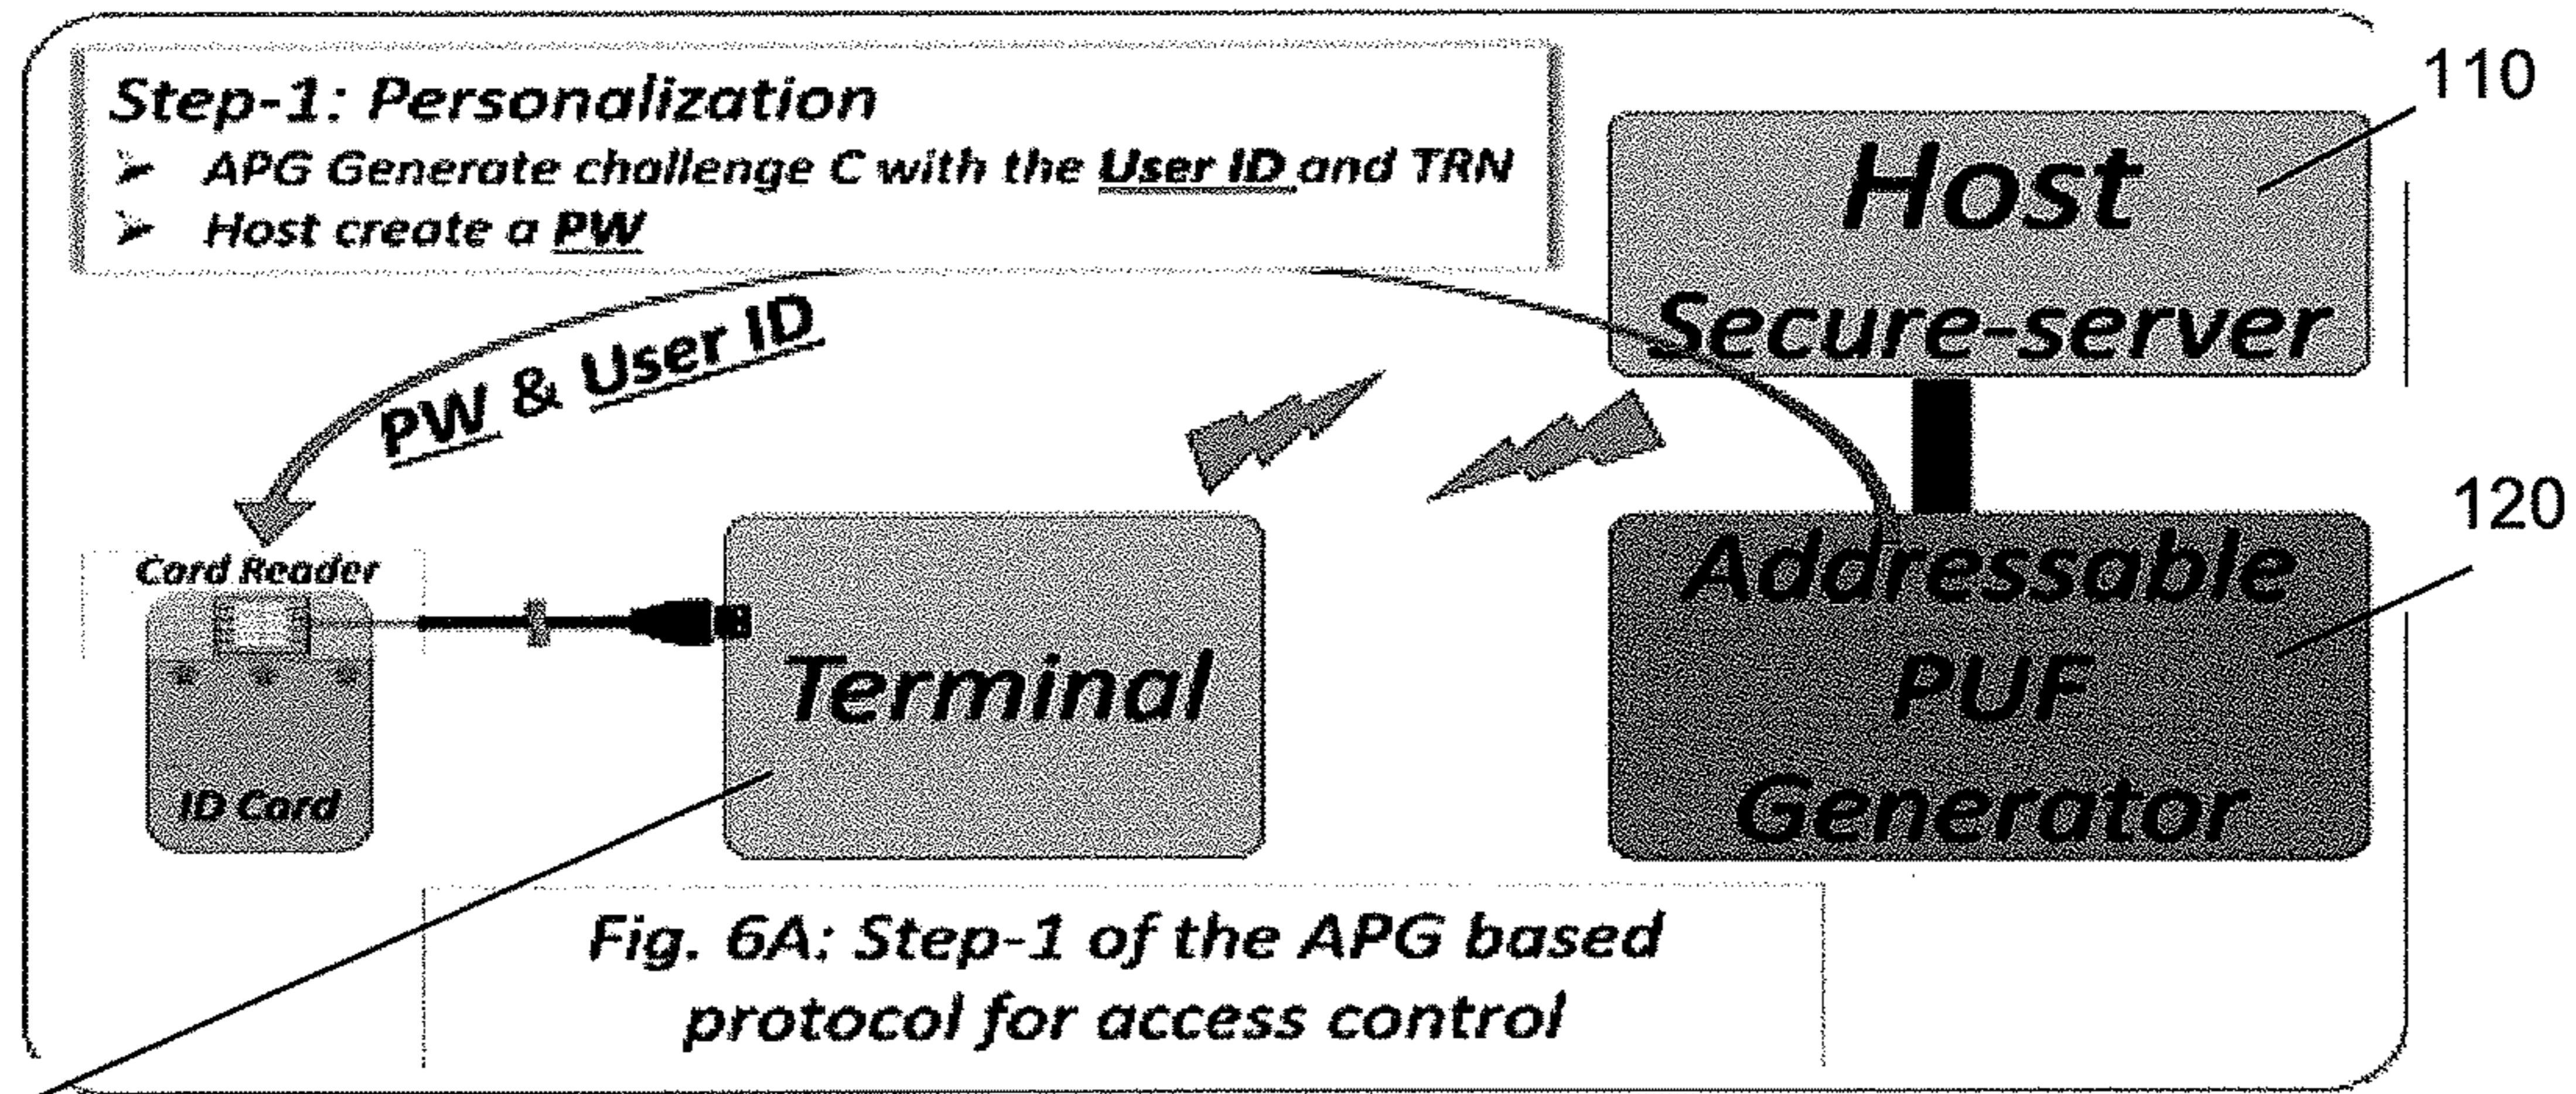 Step-1: Personalization
➢ APG Generate challenge C with the User ID and TRN
➢ Host create a PW
110
Host
Secure-server
PW & User ID
120
Card Reader
ID Card
Terminal
Addressable
PUF
Generator
Fig. 6A: Step-1 of the APG based
protocol for access control